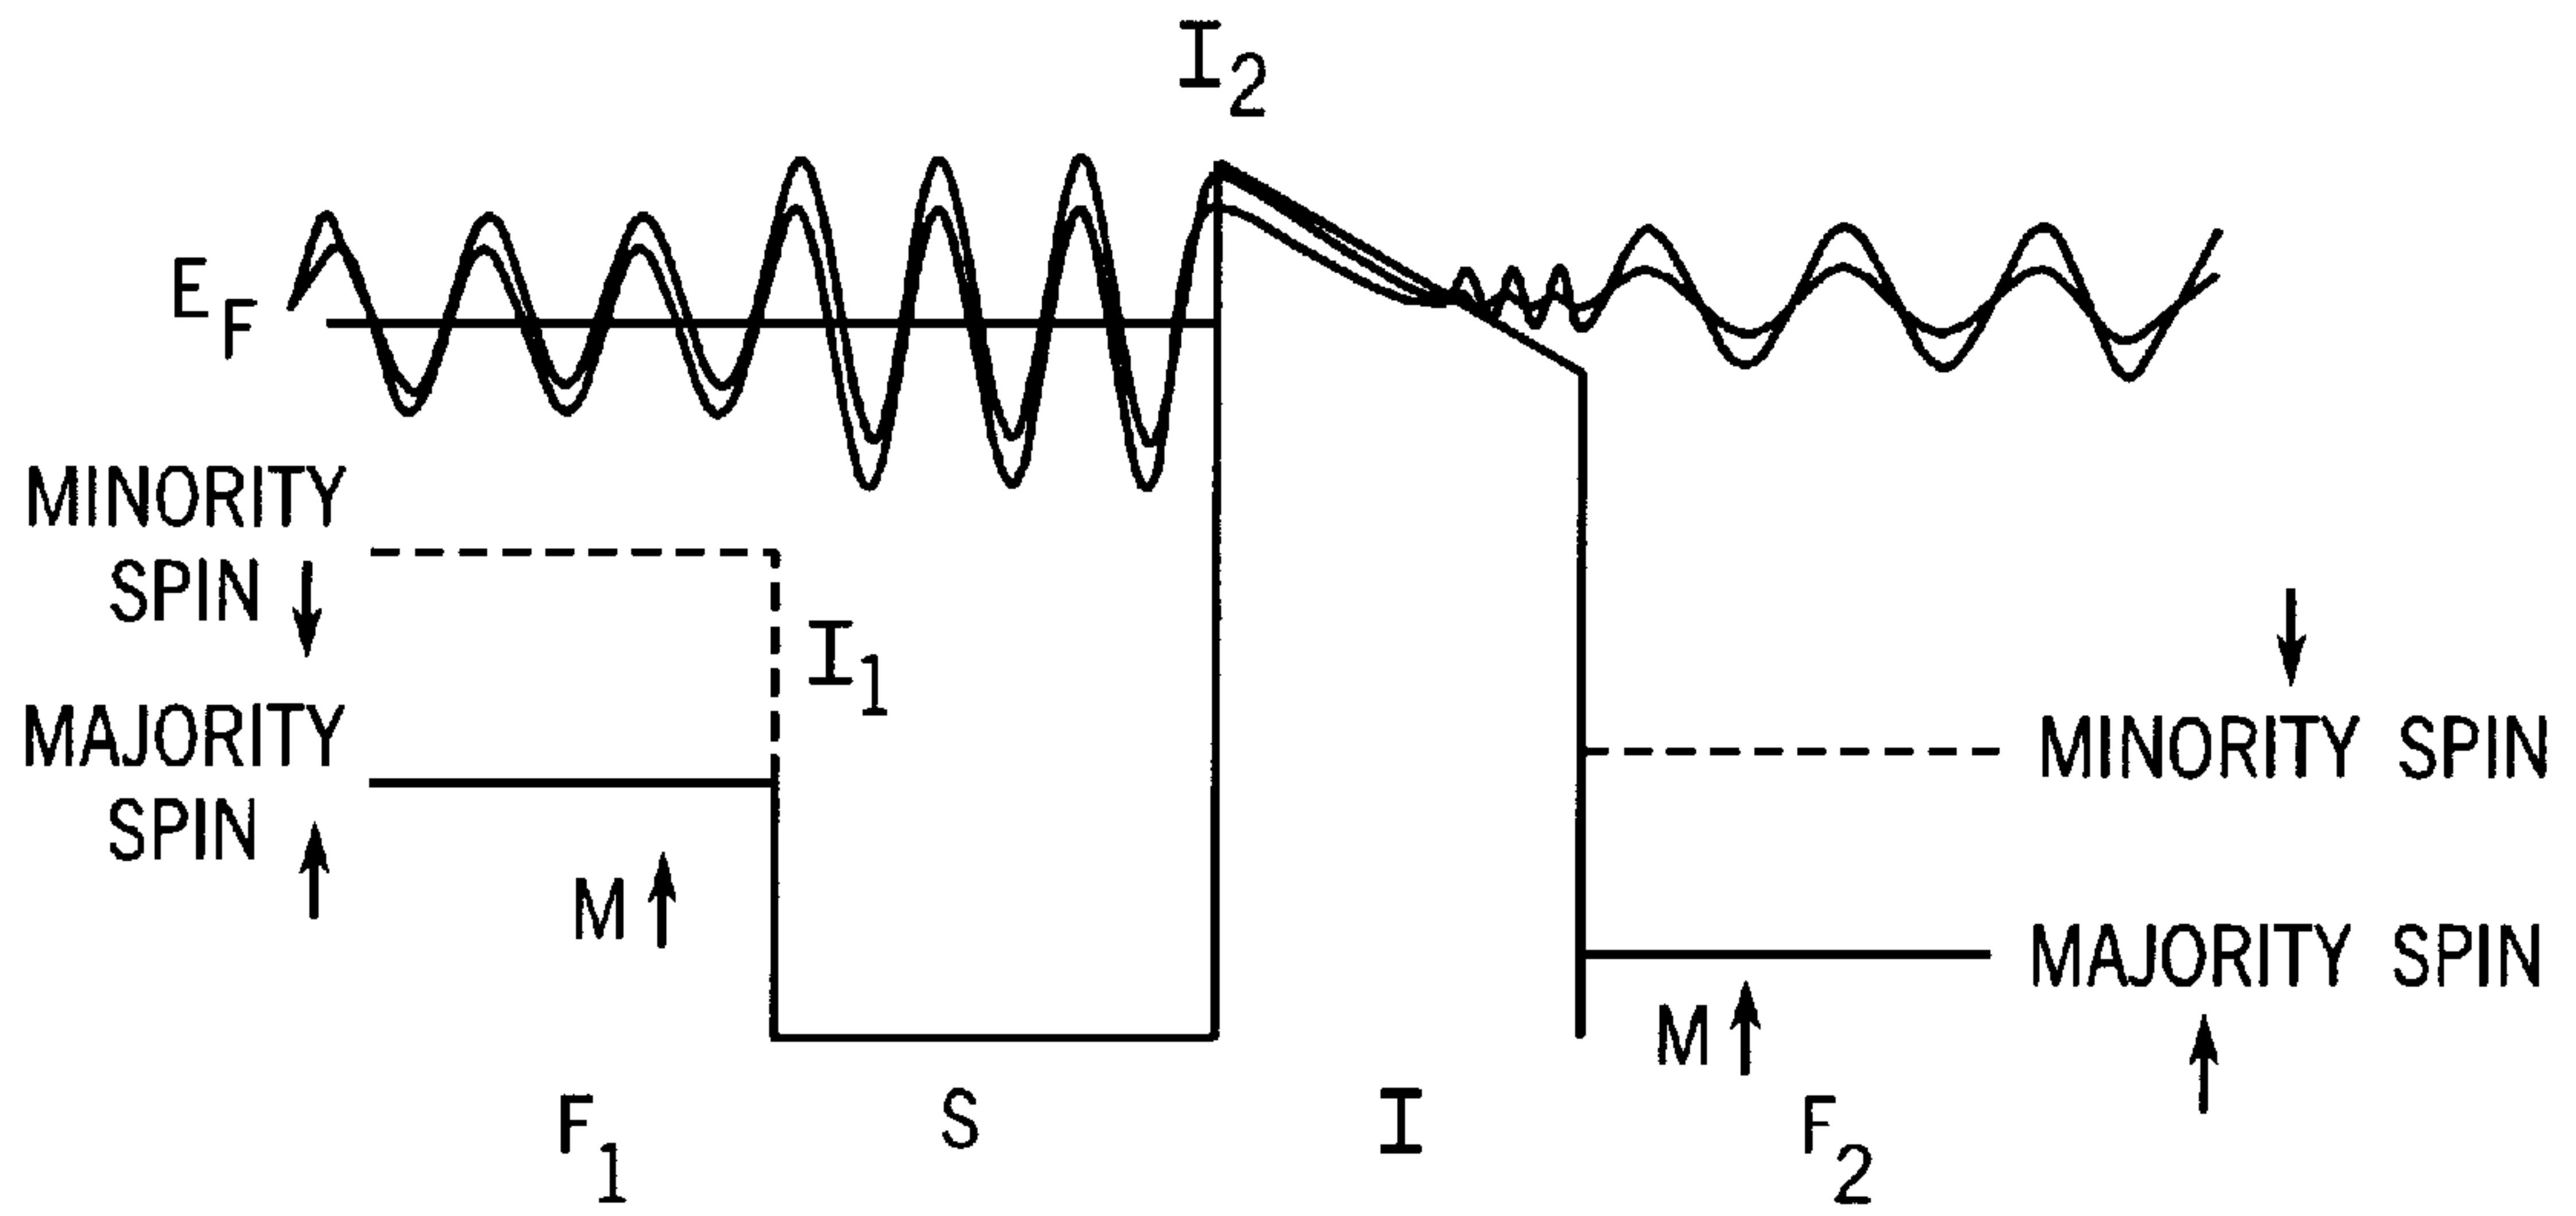 I2
EF
MINORITY
SPIN ↓
I1
MAJORITY
SPIN ↑
M ↑
↓
MINORITY SPIN
MAJORITY SPIN
↑
M ↑
F1
S
I
F2